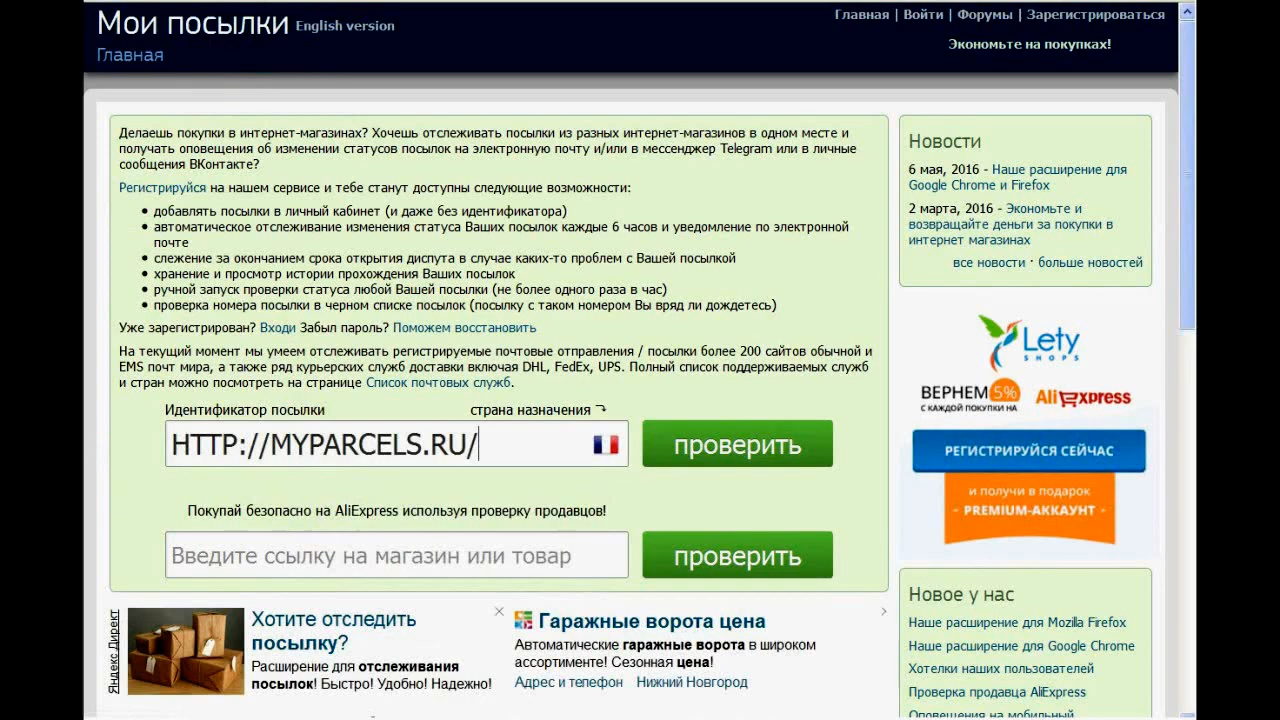 Мои посылки English version
Главная
Главная | Войти | Форумы | Зарегистрироваться
Экономьте на покупках!
Делаешь покупки в интернет-магазинах? Хочешь отслеживать посылки из разных интернет-магазинов в одном месте и
получать оповещения об изменении статусов посылок на электронную почту и/или в мессенджер Telegram или в личные
сообщения ВКонтакте?
Регистрируйся на нашем сервисе и тебе станут доступны следующие возможности:
• добавлять посылки в личный кабинет (и даже без идентификатора)
• автоматическое отслеживание изменения статуса Ваших посылок каждые 6 часов и уведомление по электронной
почте
• слежение за окончанием срока открытия диспута в случае каких-то проблем с Вашей посылкой
• хранение и просмотр истории прохождения Ваших посылок
• ручной запуск проверки статуса любой Вашей посылки (не более одного раза в час)
• проверка номера посылки в черном списке посылок (посылку с таком номером Вы вряд ли дождетесь)
Уже зарегистрирован? Входи Забыл пароль? Поможем восстановить
На текущий момент мы умеем отслеживать регистрируемые почтовые отправления / посылки более 200 сайтов обычной и
EMS почт мира, а также ряд курьерских служб доставки включая DHL, FedEx, UPS. Полный список поддерживаемых служб
и стран можно посмотреть на странице Список почтовых служб.
Идентификатор посылки страна назначения
HTTP://MYPARCELS.RU/ проверить
Покупай безопасно на AliExpress используя проверку продавцов!
Введите ссылку на магазин или товар проверить
Новости
6 мая, 2016 - Наше расширение для
Google Chrome и Firefox
2 марта, 2016 - Экономьте и
возвращайте деньги за покупки в
интернет магазинах
все новости · больше новостей
Lety
SHOPS
ВЕРНЕМ 5%
С КАЖДОЙ ПОКУПКИ НА
AliExpress
РЕГИСТРИРУЙСЯ СЕЙЧАС
и получи в подарок
- PREMIUM-АККАУНТ -
Новое у нас
Наше расширение для Mozilla Firefox
Наше расширение для Google Chrome
Хотелки наших пользователей
Проверка продавца AliExpress
Оповещения на мобильный
Яндекс.Директ
Хотите отследить
посылку?
Расширение для отслеживания
посылок! Быстро! Удобно! Надежно!
Гаражные ворота цена
Автоматические гаражные ворота в широком
ассортименте! Сезонная цена!
Адрес и телефон Нижний Новгород